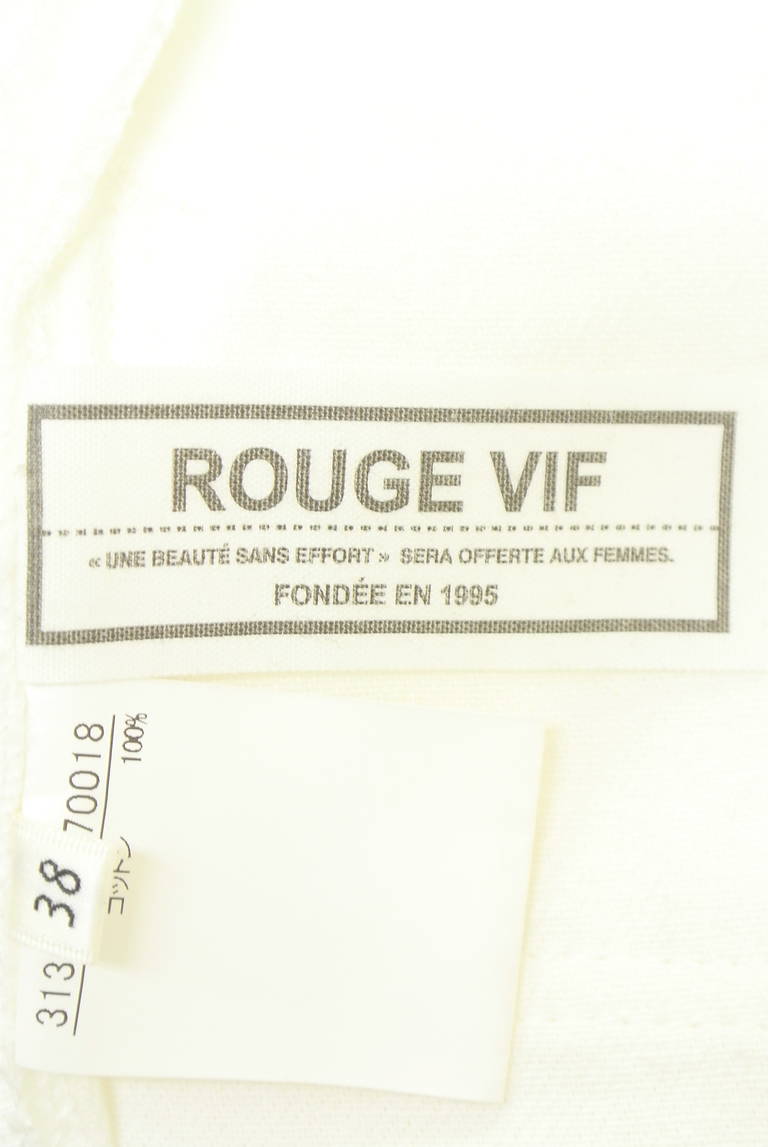 ROUGE VIF
« UNE BEAUTÉ SANS EFFORT » SERA OFFERTE AUX FEMMES.
FONDÉE EN 1995
38
313 70018
コットン 100%